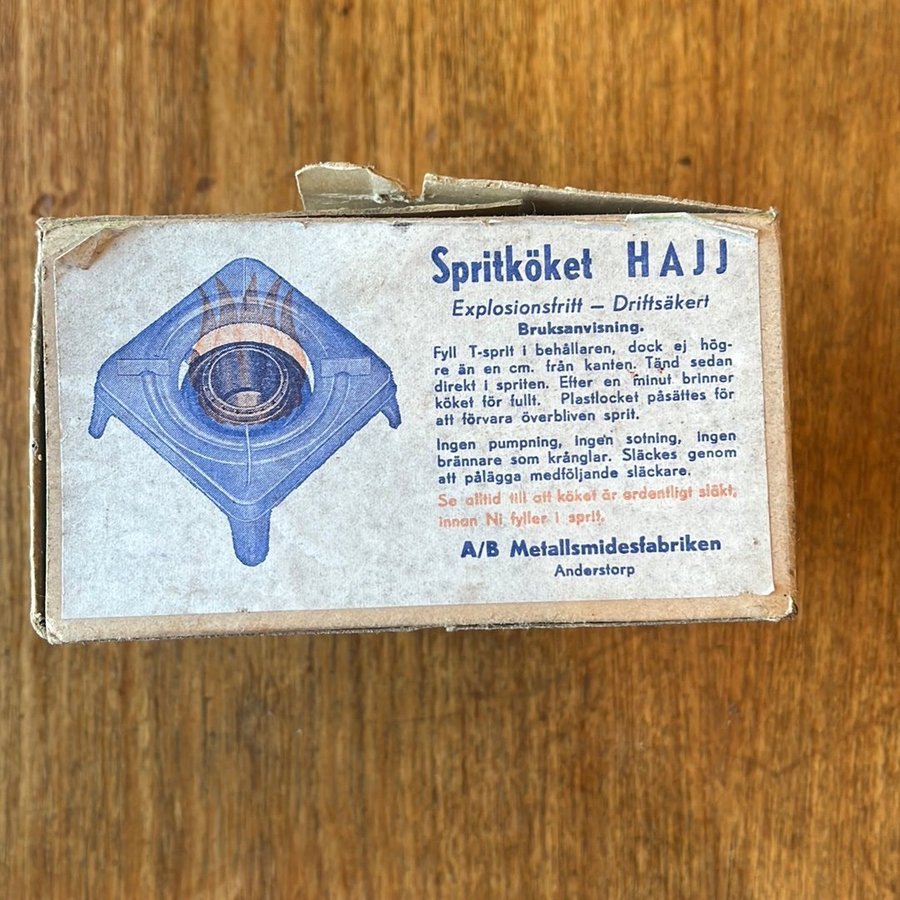 Spritköket HAJJ
Explosionsfritt – Driftsäkert
Bruksanvisning.
Fyll T-sprit i behållaren, dock ej hög-
re än en cm. från kanten. Tänd sedan
direkt i spriten. Efter en minut brinner
köket för fullt. Plastlocket påsättes för
att förvara överbliven sprit.
Ingen pumpning, ingen sotning, ingen
brännare som krånglar. Släckes genom
att pålägga medföljande släckare.
Se alltid till att köket är ordentligt släkt,
innan Ni fyller i sprit.
A/B Metallsmidesfabriken
Anderstorp